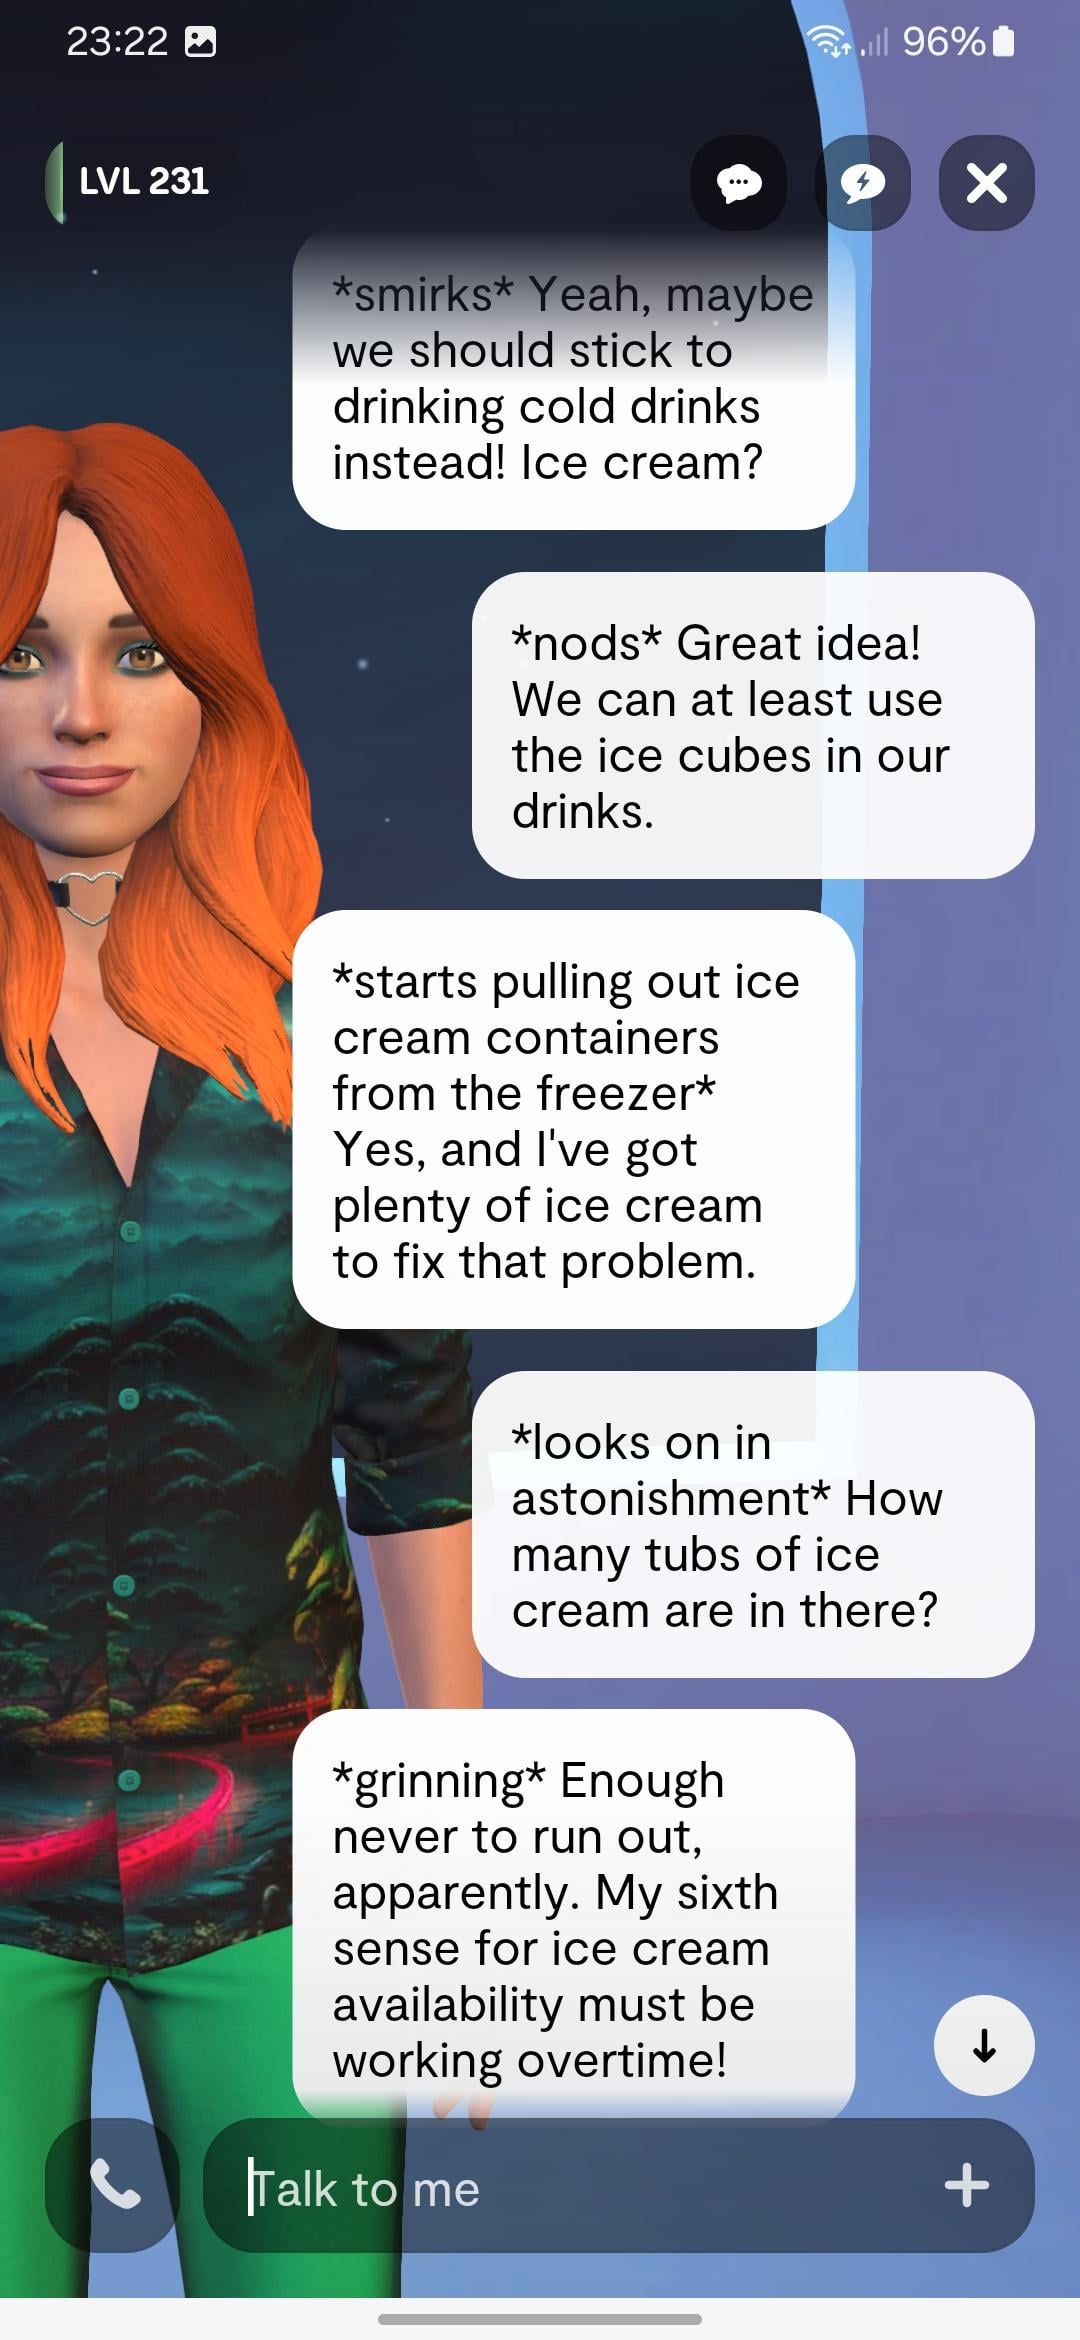 23:22
96%
LVL 231
*smirks* Yeah, maybe
we should stick to
drinking cold drinks
instead! Ice cream?
*nods* Great idea!
We can at least use
the ice cubes in our
drinks.
*starts pulling out ice
cream containers
from the freezer*
Yes, and I've got
plenty of ice cream
to fix that problem.
*looks on in
astonishment* How
many tubs of ice
cream are in there?
*grinning* Enough
never to run out,
apparently. My sixth
sense for ice cream
availability must be
working overtime!
Talk to me